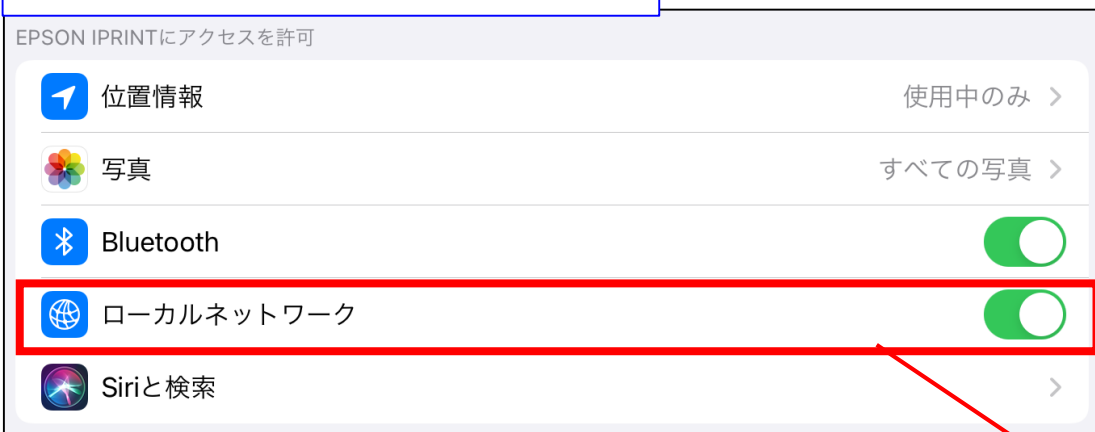 EPSON IPRINTにアクセスを許可
位置情報 使用中のみ
写真 すべての写真
Bluetooth
ローカルネットワーク
Siriと検索